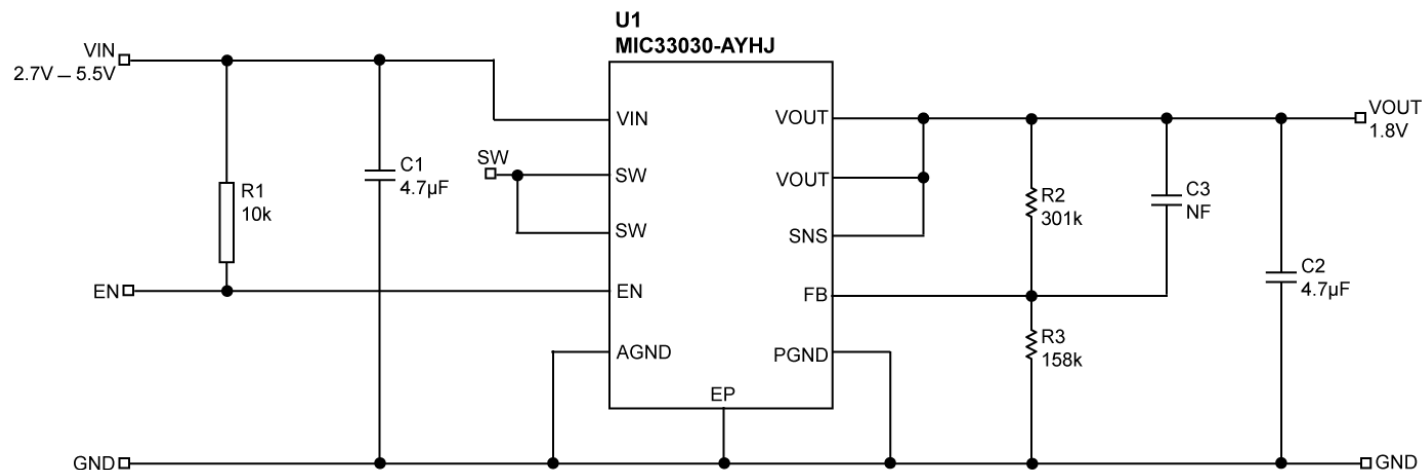 U1
MIC33030-AYHJ
VIN
2.7V – 5.5V
VIN
VOUT
VOUT
1.8V
SW
SW
C1
4.7µF
VOUT
R1
10k
R2
301k
C3
NF
SW
SNS
EN
EN
FB
C2
4.7µF
AGND
PGND
R3
158k
EP
GND
GND